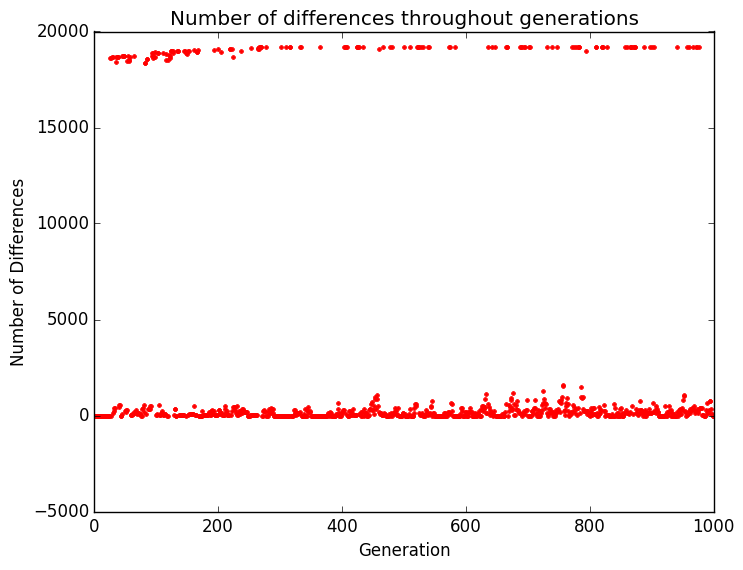 Number of differences throughout generations
20000
15000
10000
5000
0
−5000
Number of Differences
0 200 400 600 800 1000
Generation